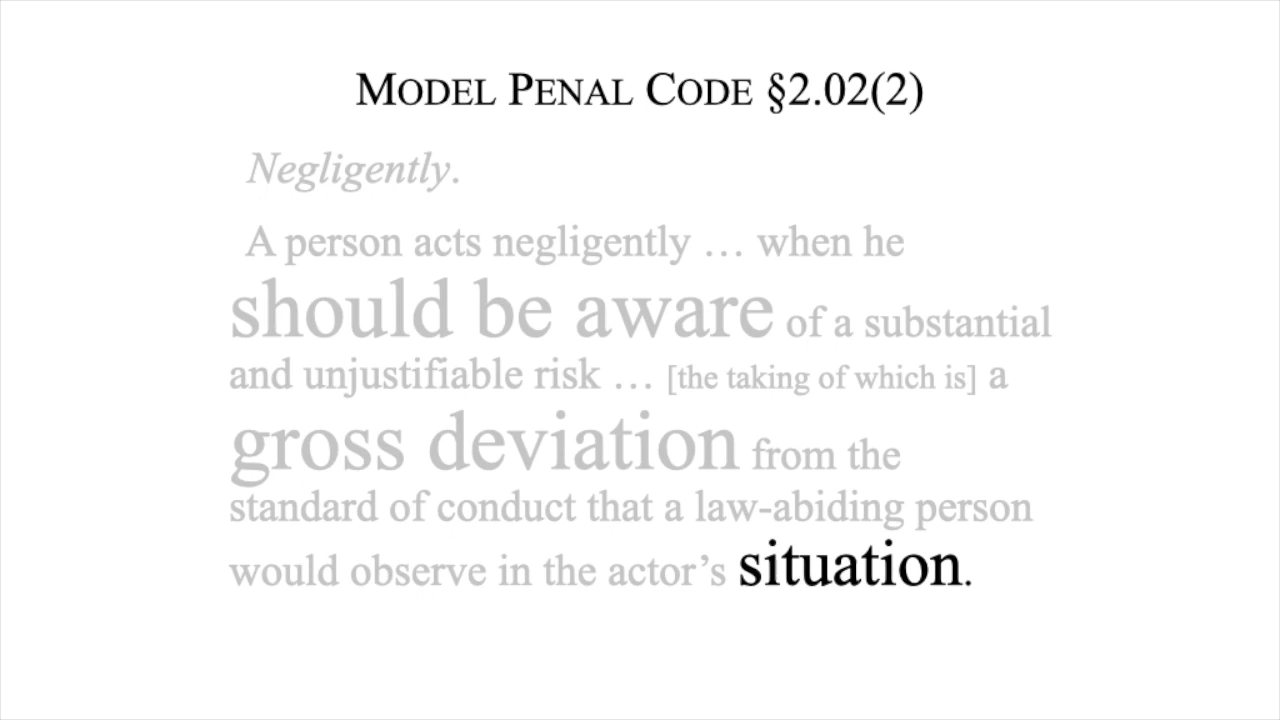 MODEL PENAL CODE §2.02(2)
Negligently.
A person acts negligently … when he
should be aware of a substantial
and unjustifiable risk … [the taking of which is] a
gross deviation from the
standard of conduct that a law-abiding person
would observe in the actor’s situation.